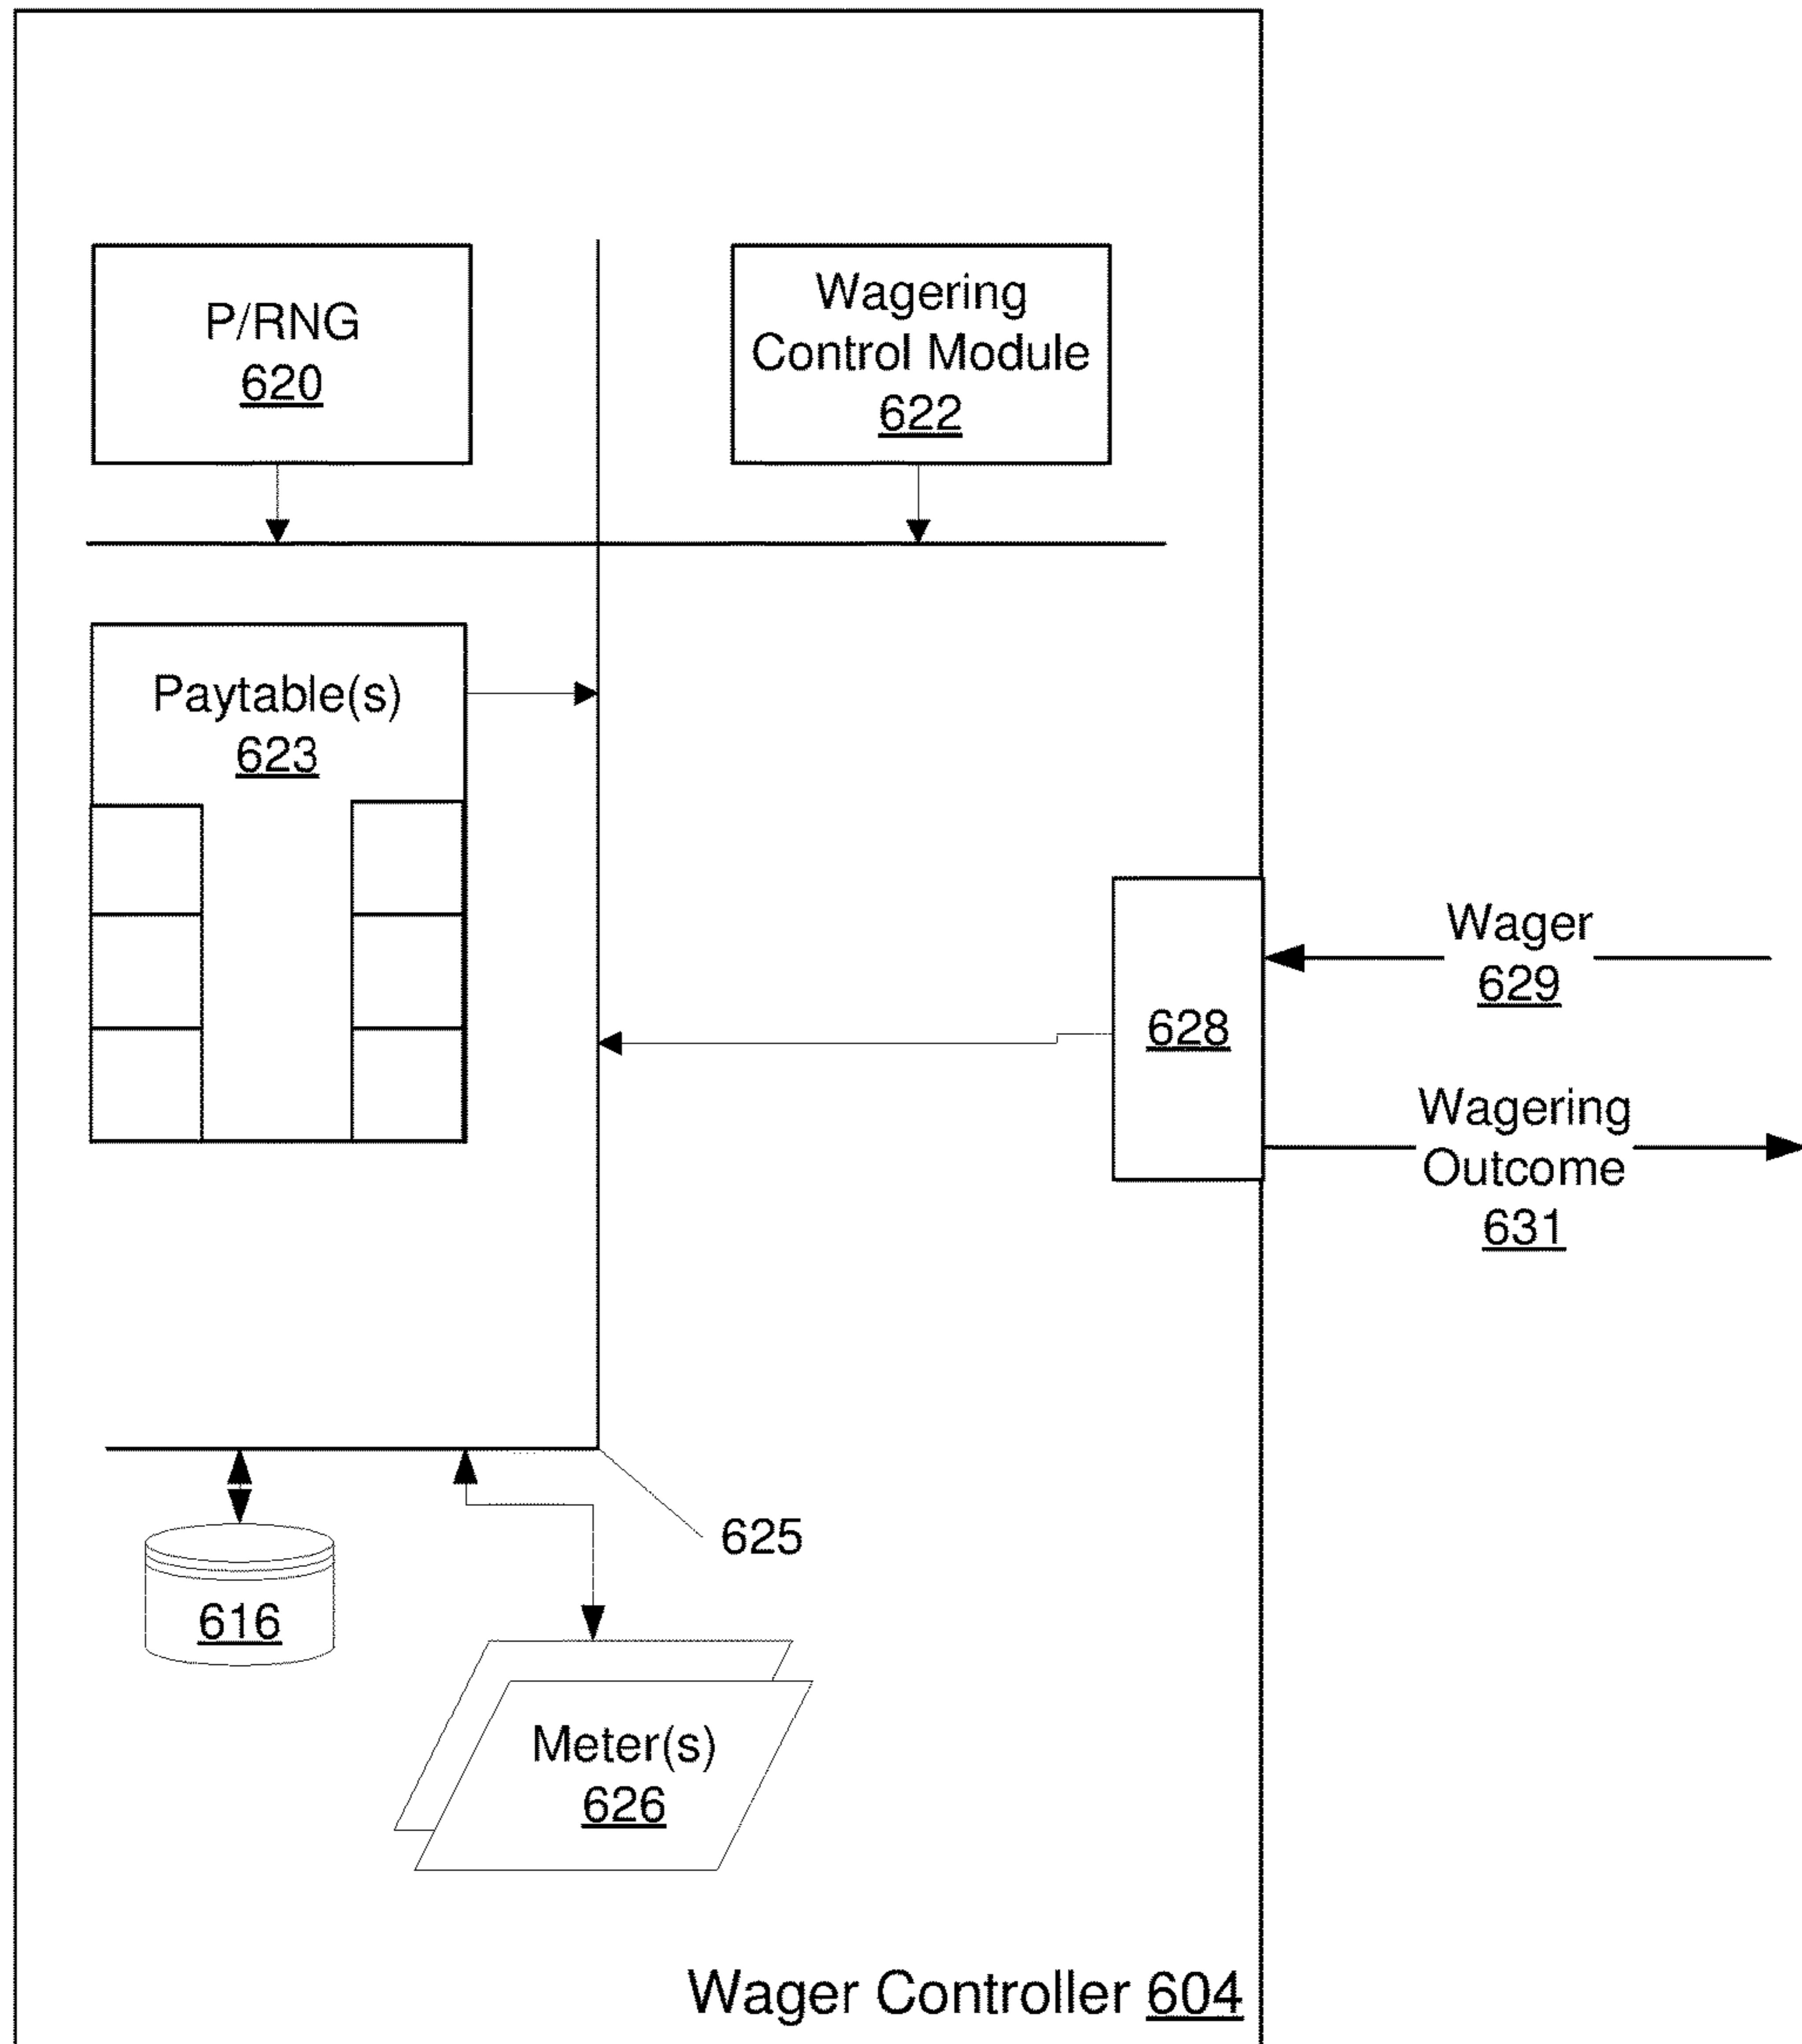 P/RNG
620
Wagering
Control Module
622
Paytable(s)
623
Wager
629
628
Wagering
Outcome
631
625
616
Meter(s)
626
Wager Controller 604